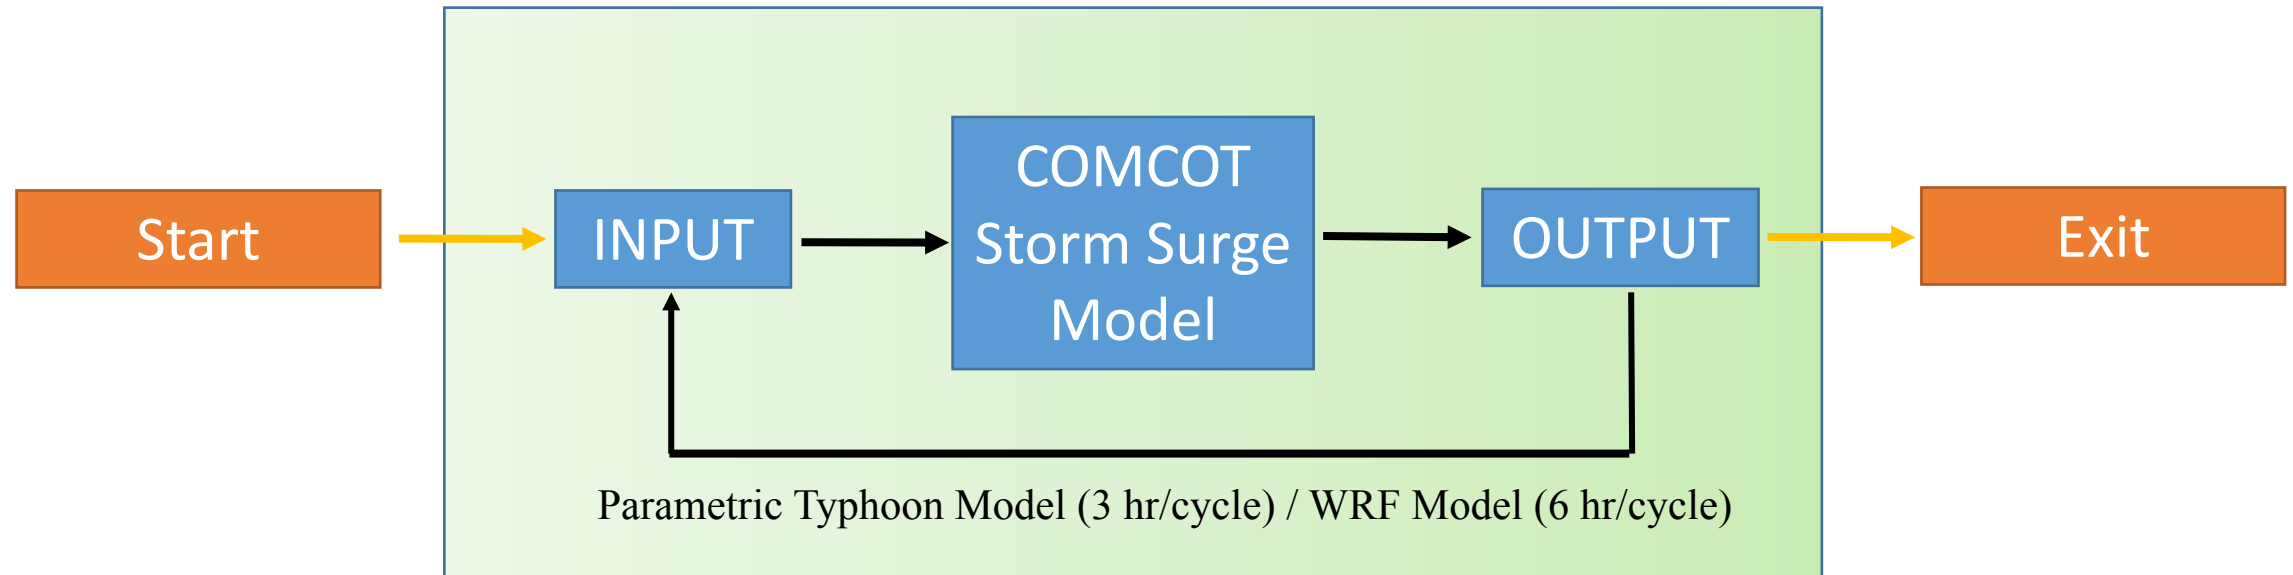 Start
INPUT
COMCOT
Storm Surge
Model
OUTPUT
Exit
Parametric Typhoon Model (3 hr/cycle) / WRF Model (6 hr/cycle)